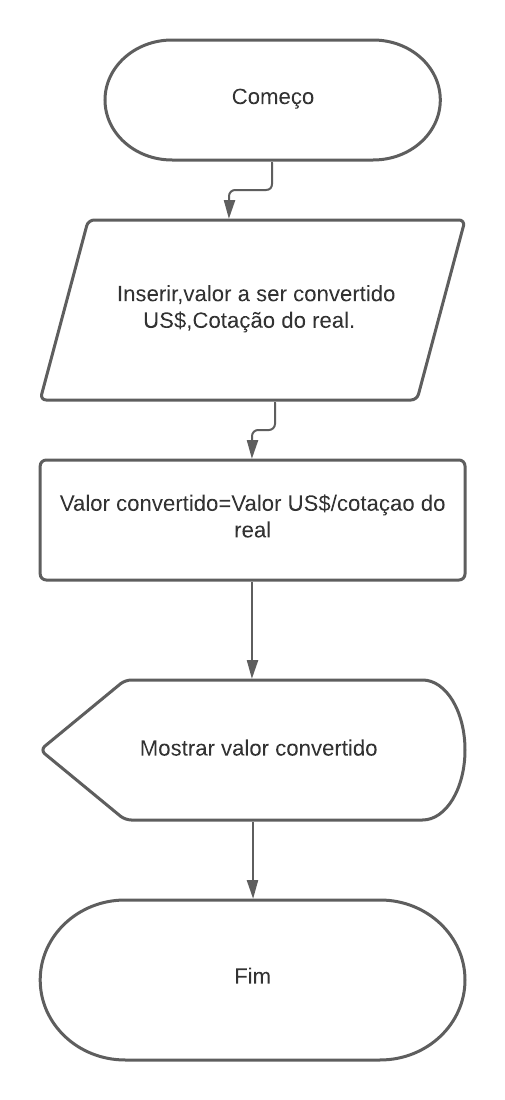 Começo
Inserir,valor a ser convertido
US$,Cotação do real.
Valor convertido=Valor US$/cotaçao do
real
Mostrar valor convertido
Fim